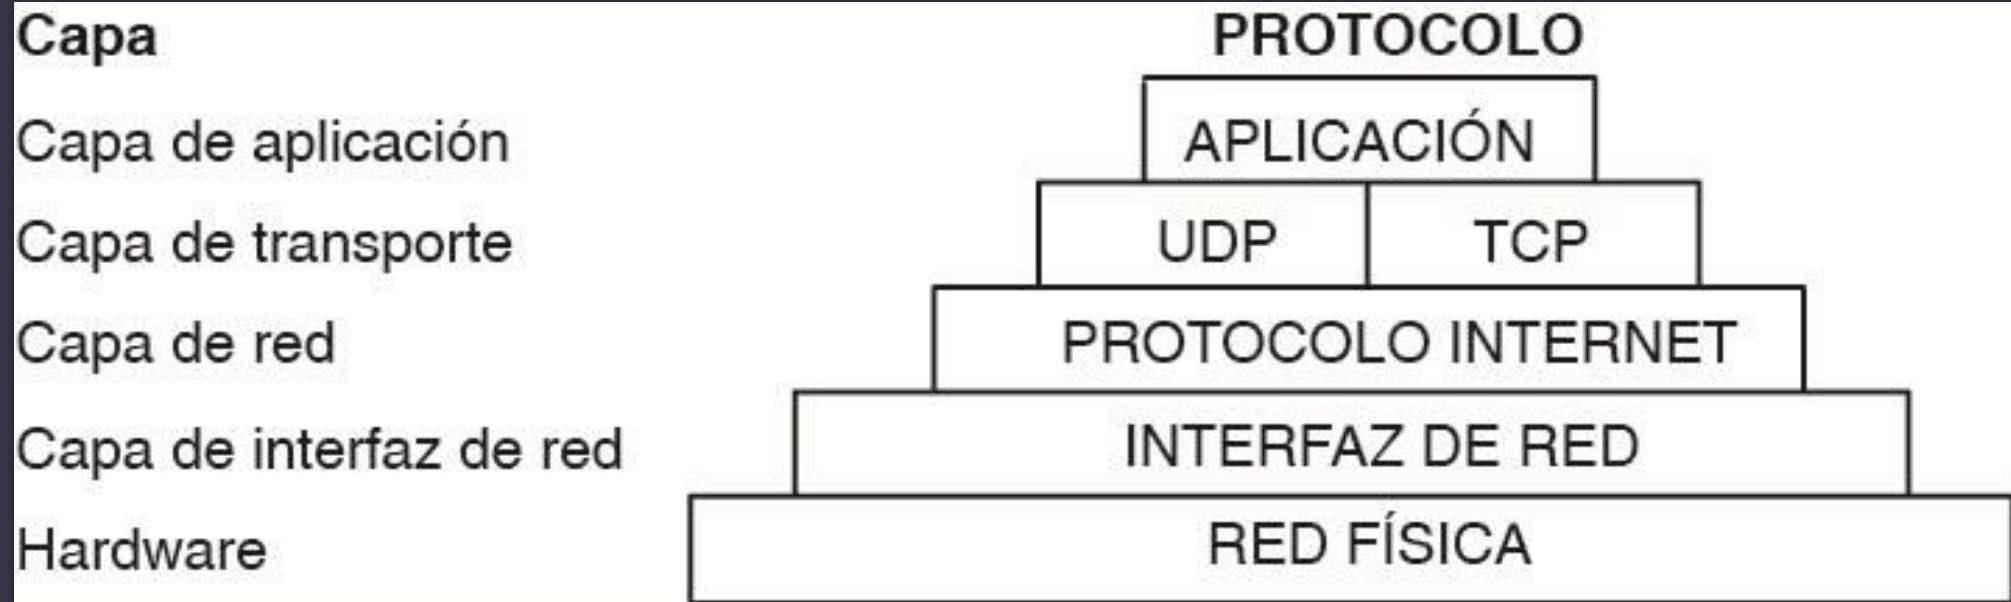 Capa PROTOCOLO
Capa de aplicación APLICACIÓN
Capa de transporte UDP TCP
Capa de red PROTOCOLO INTERNET
Capa de interfaz de red INTERFAZ DE RED
Hardware RED FÍSICA